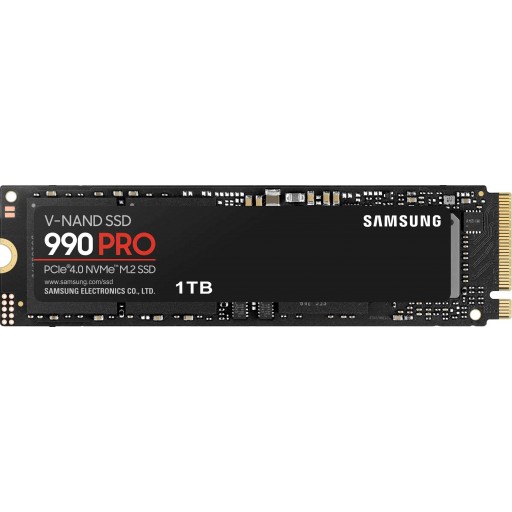 V-NAND SSD
990 PRO
PCIe® 4.0 NVMe™ M.2 SSD
www.samsung.com/ssd
SAMSUNG ELECTRONICS CO., LTD.
1TB
SAMSUNG